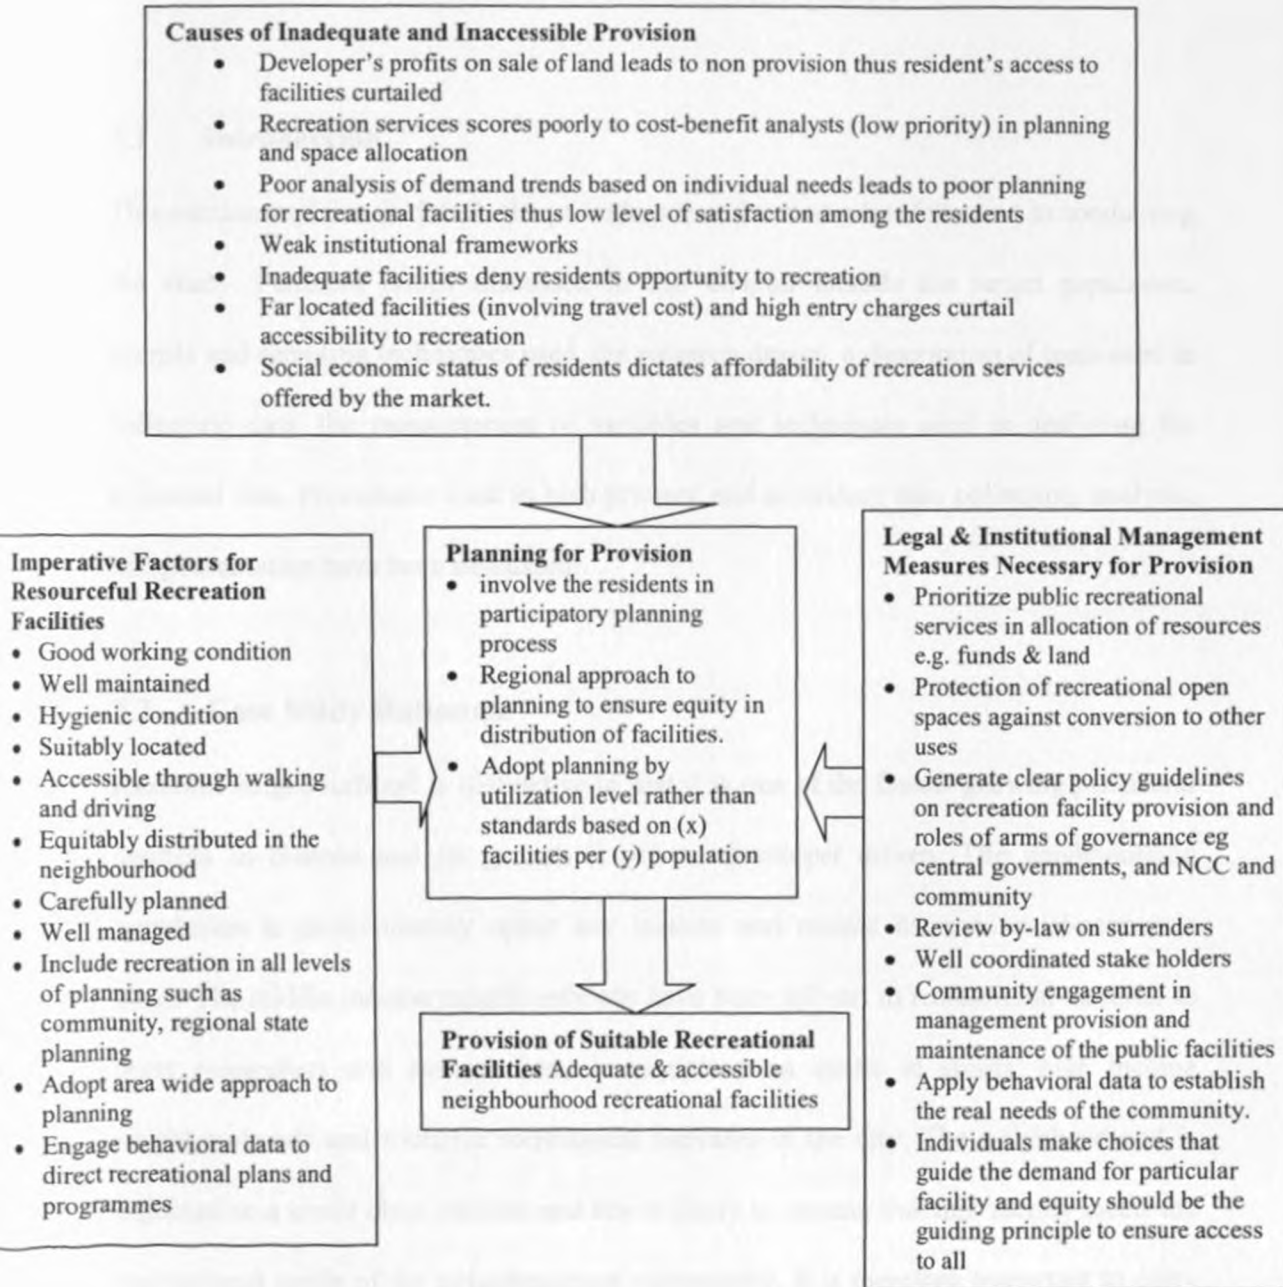 Causes of Inadequate and Inaccessible Provision
• Developer's profits on sale of land leads to non provision thus resident's access to
facilities curtailed
• Recreation services scores poorly to cost-benefit analysts (low priority) in planning
and space allocation
• Poor analysis of demand trends based on individual needs leads to poor planning
for recreational facilities thus low level of satisfaction among the residents
• Weak institutional frameworks
• Inadequate facilities deny residents opportunity to recreation
• Far located facilities (involving travel cost) and high entry charges curtail
accessibility to recreation
• Social economic status of residents dictates affordability of recreation services
offered by the market.
Imperative Factors for
Resourceful Recreation
Facilities
• Good working condition
• Well maintained
• Hygienic condition
• Suitably located
• Accessible through walking
and driving
• Equitably distributed in the
neighbourhood
• Carefully planned
• Well managed
• Include recreation in all levels
of planning such as
community, regional state
planning
• Adopt area wide approach to
planning
• Engage behavioral data to
direct recreational plans and
programmes
Planning for Provision
• involve the residents in
participatory planning
process
• Regional approach to
planning to ensure equity in
distribution of facilities.
• Adopt planning by
utilization level rather than
standards based on (x)
facilities per (y) population
Legal & Institutional Management
Measures Necessary for Provision
• Prioritize public recreational
services in allocation of resources
e.g. funds & land
• Protection of recreational open
spaces against conversion to other
uses
• Generate clear policy guidelines
on recreation facility provision and
roles of arms of governance eg
central governments, and NCC and
community
• Review by-law on surrenders
• Well coordinated stake holders
• Community engagement in
management provision and
maintenance of the public facilities
• Apply behavioral data to establish
the real needs of the community.
Individuals make choices that
guide the demand for particular
facility and equity should be the
guiding principle to ensure access
to all
Provision of Suitable Recreational
Facilities Adequate & accessible
neighbourhood recreational facilities